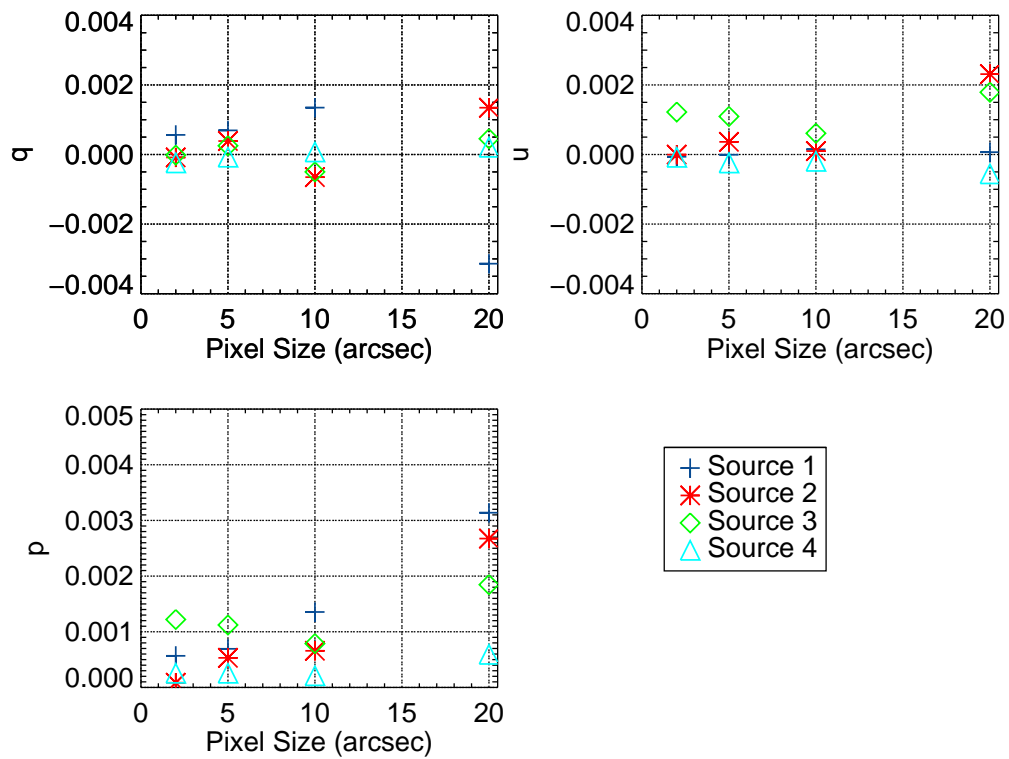 0.004
0.002
0.000
−0.002
−0.004
q
0 5 10 15 20
Pixel Size (arcsec)
0.004
0.002
0.000
−0.002
−0.004
u
0 5 10 15 20
Pixel Size (arcsec)
0.005
0.004
0.003
0.002
0.001
0.000
p
0 5 10 15 20
Pixel Size (arcsec)
Source 1
Source 2
Source 3
Source 4